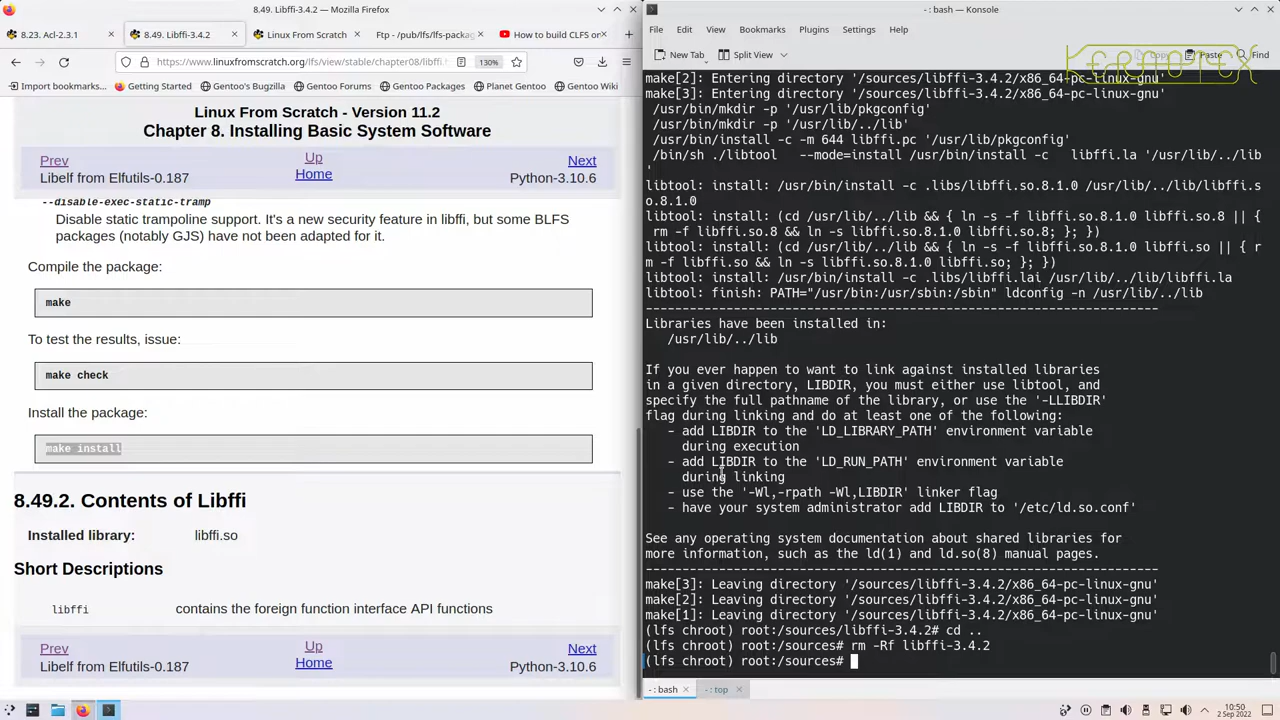 8.49. Libffi-3.4.2 — Mozilla Firefox
8.23. Acl-2.3.1
8.49. Libffi-3.4.2
Linux From Scratch
Ftp - /pub/lfs/lfs-packag
How to build CLFS on
https://www.linuxfromscratch.org/lfs/view/stable/chapter08/libffi.
130%
Import bookmarks...
Getting Started
Gentoo's Bugzilla
Gentoo Forums
Gentoo Packages
Planet Gentoo
Gentoo Wiki
Linux From Scratch - Version 11.2
Chapter 8. Installing Basic System Software
Prev
Up
Next
Libelf from Elfutils-0.187
Home
Python-3.10.6
--disable-exec-static-tramp
Disable static trampoline support. It's a new security feature in libffi, but some BLFS
packages (notably GJS) have not been adapted for it.
Compile the package:
make
To test the results, issue:
make check
Install the package:
make install
8.49.2. Contents of Libffi
Installed library: libffi.so
Short Descriptions
libffi contains the foreign function interface API functions
Prev
Up
Next
Libelf from Elfutils-0.187
Home
Python-3.10.6
- : bash — Konsole
File Edit View Bookmarks Plugins Settings Help
New Tab
Split View
Paste
Find
KERNOTEX
make[2]: Entering directory '/sources/libffi-3.4.2/x86_64-pc-linux-gnu'
make[3]: Entering directory '/sources/libffi-3.4.2/x86_64-pc-linux-gnu'
/usr/bin/mkdir -p '/usr/lib/pkgconfig'
/usr/bin/mkdir -p '/usr/lib/../lib'
/usr/bin/install -c -m 644 libffi.pc '/usr/lib/pkgconfig'
/bin/sh ./libtool --mode=install /usr/bin/install -c libffi.la '/usr/lib/../lib
'
libtool: install: /usr/bin/install -c .libs/libffi.so.8.1.0 /usr/lib/../lib/libffi.s
o.8.1.0
libtool: install: (cd /usr/lib/../lib && { ln -s -f libffi.so.8.1.0 libffi.so.8 || {
rm -f libffi.so.8 && ln -s libffi.so.8.1.0 libffi.so.8; }; })
libtool: install: (cd /usr/lib/../lib && { ln -s -f libffi.so.8.1.0 libffi.so || { r
m -f libffi.so && ln -s libffi.so.8.1.0 libffi.so; }; })
libtool: install: /usr/bin/install -c .libs/libffi.lai /usr/lib/../lib/libffi.la
libtool: finish: PATH="/usr/bin:/usr/sbin:/sbin" ldconfig -n /usr/lib/../lib
----------------------------------------------------------------------
Libraries have been installed in:
/usr/lib/../lib
If you ever happen to want to link against installed libraries
in a given directory, LIBDIR, you must either use libtool, and
specify the full pathname of the library, or use the '-LLIBDIR'
flag during linking and do at least one of the following:
- add LIBDIR to the 'LD_LIBRARY_PATH' environment variable
during execution
- add LIBDIR to the 'LD_RUN_PATH' environment variable
during linking
- use the '-Wl,-rpath -Wl,LIBDIR' linker flag
- have your system administrator add LIBDIR to '/etc/ld.so.conf'
See any operating system documentation about shared libraries for
more information, such as the ld(1) and ld.so(8) manual pages.
----------------------------------------------------------------------
make[3]: Leaving directory '/sources/libffi-3.4.2/x86_64-pc-linux-gnu'
make[2]: Leaving directory '/sources/libffi-3.4.2/x86_64-pc-linux-gnu'
make[1]: Leaving directory '/sources/libffi-3.4.2/x86_64-pc-linux-gnu'
(lfs chroot) root:/sources/libffi-3.4.2# cd ..
(lfs chroot) root:/sources# rm -Rf libffi-3.4.2
(lfs chroot) root:/sources#
- : bash
- : top
10:50
2 Sep 2022